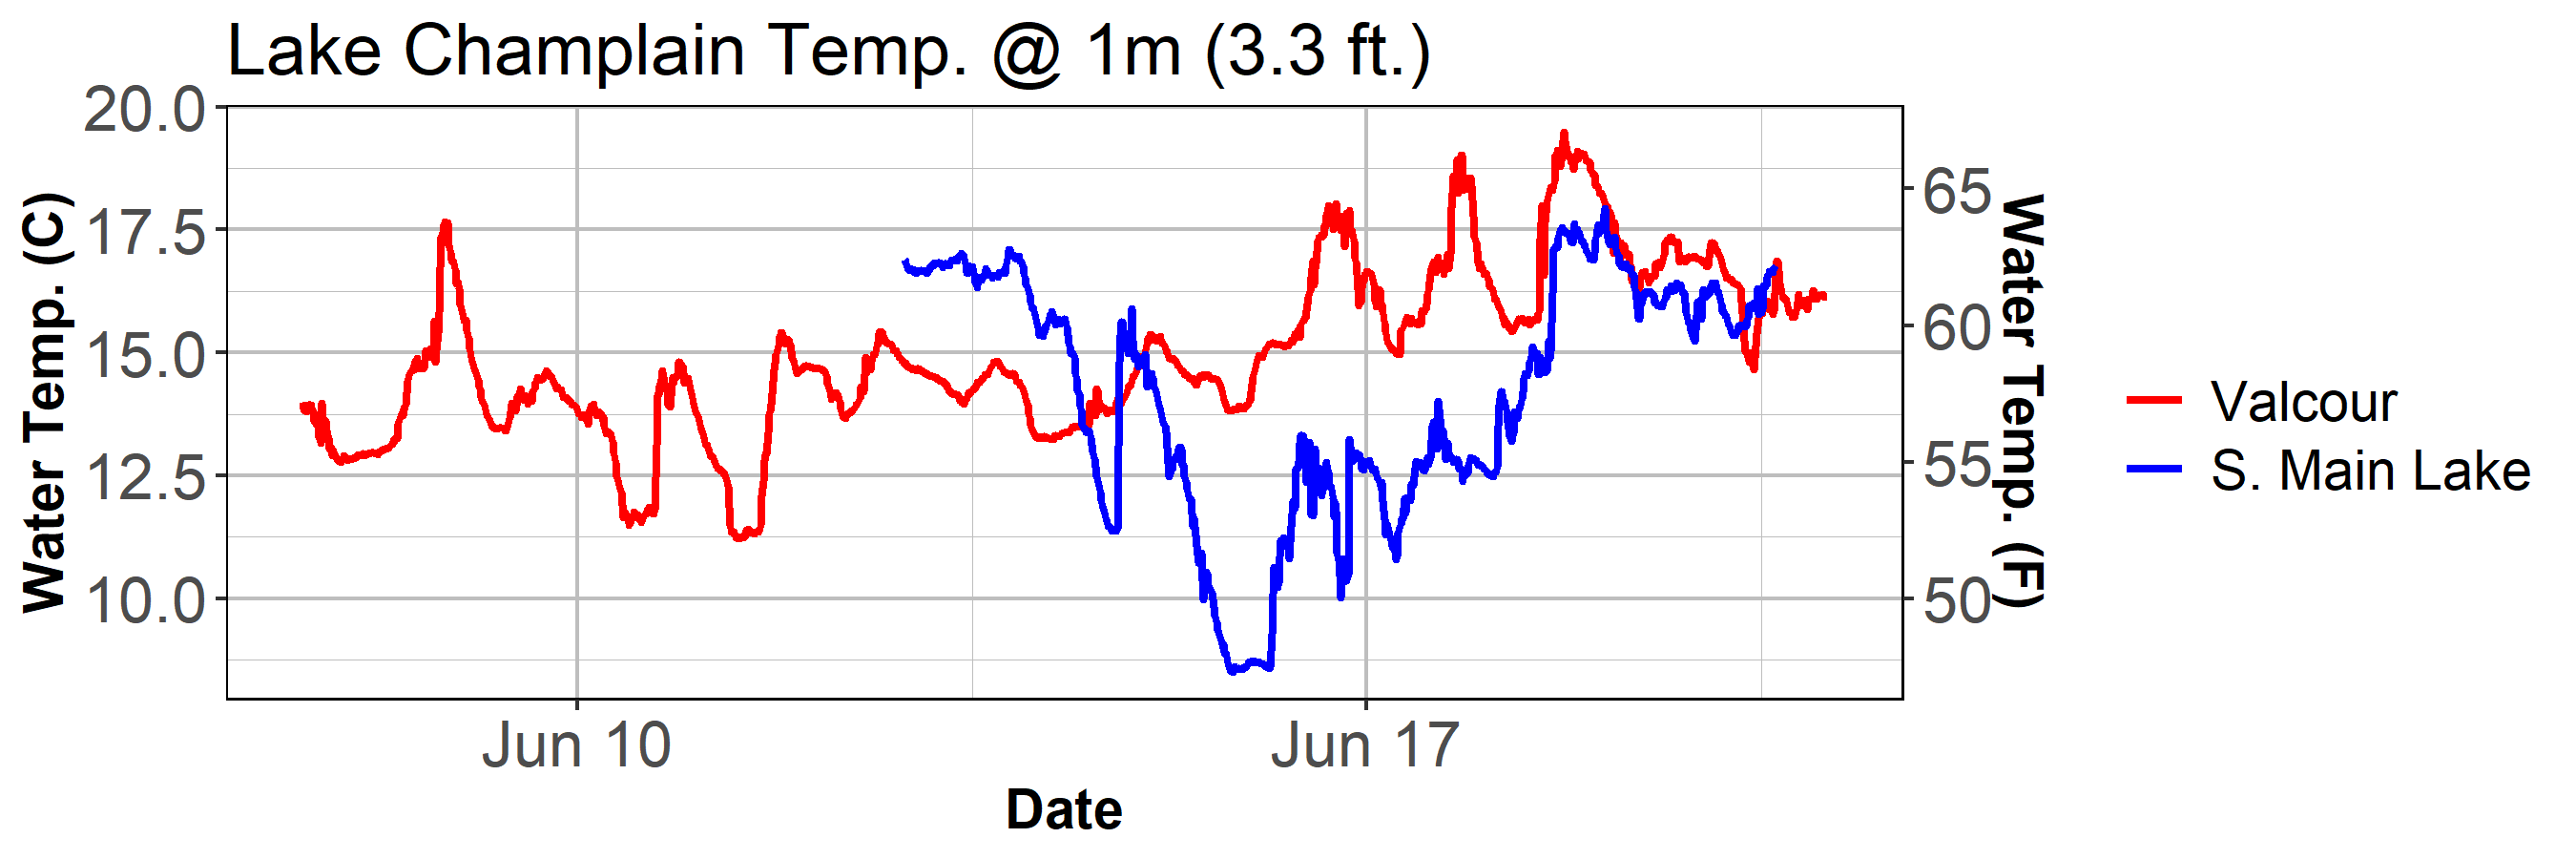 Lake Champlain Temp. @ 1m (3.3 ft.)
Water Temp. (C)
20.0
17.5
15.0
12.5
10.0
65
60
55
50
Water Temp. (F)
Jun 10
Jun 17
Date
Valcour
S. Main Lake